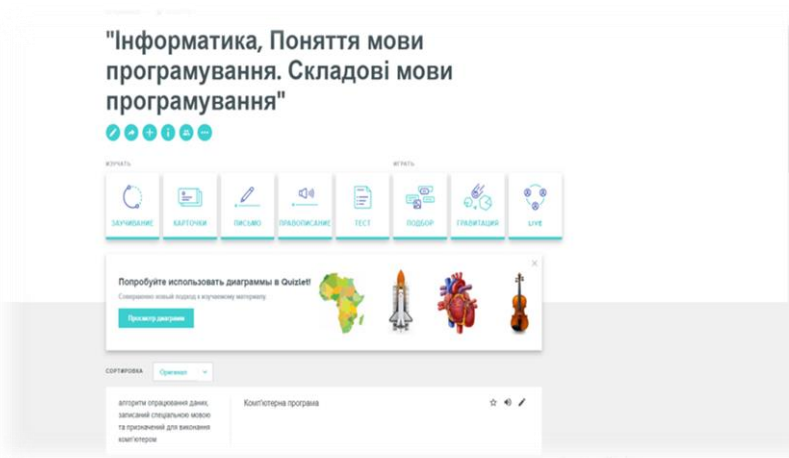 "Інформатика, Поняття мови
програмування. Складові мови
програмування"
ИЗУЧАТЬ
ИГРАТЬ
ЗАУЧИВАНИЕ
КАРТОЧКИ
ПИСЬМО
ПРАВОПИСАНИЕ
ТЕСТ
ПОДБОР
ГРАВИТАЦИЯ
LIVE
Попробуйте использовать диаграммы в Quizlet!
Совершенно новый подход к изучаемому материалу
Просмотр диаграмм
СОРТИРОВКА
Оригинал
алгоритм опрацювання даних,
записаний спеціальною мовою
та призначений для виконання
комп'ютером
Комп'ютерна програма